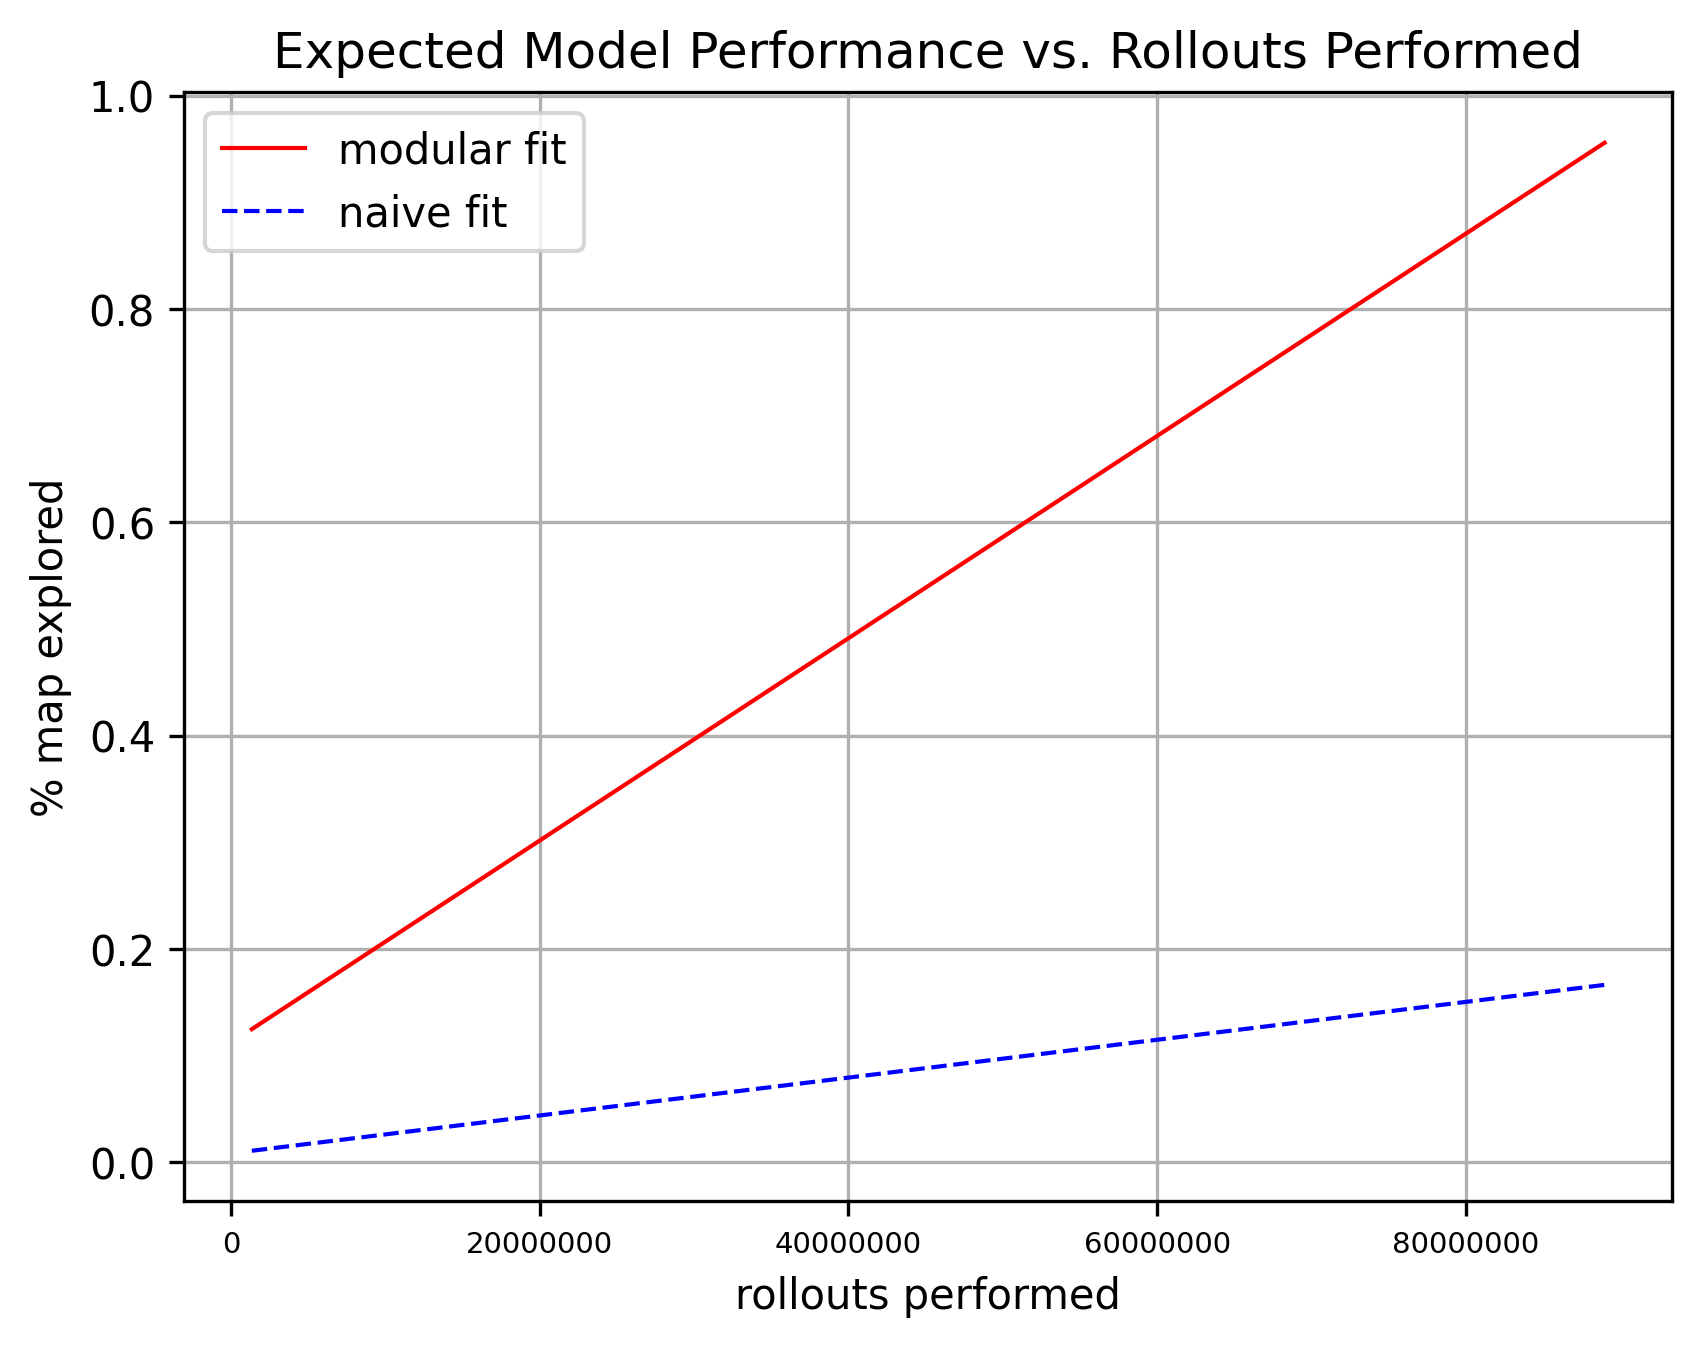 Expected Model Performance vs. Rollouts Performed
1.0
0.8
0.6
0.4
0.2
0.0
% map explored
modular fit
naive fit
0 20000000 40000000 60000000 80000000
rollouts performed